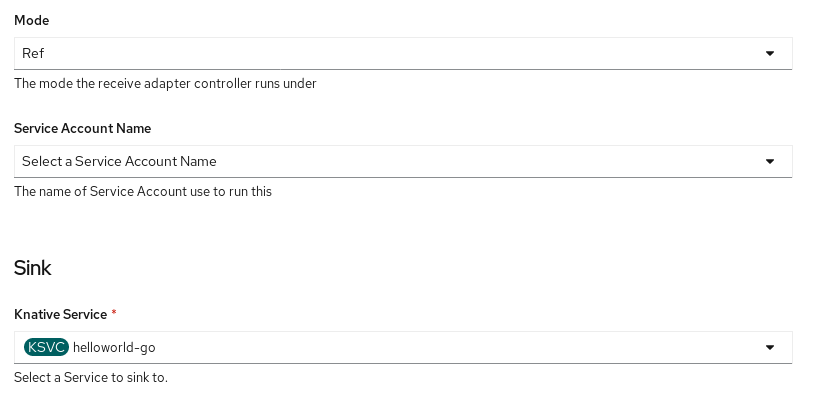 Mode
Ref
The mode the receive adapter controller runs under
Service Account Name
Select a Service Account Name
The name of Service Account use to run this
Sink
Knative Service *
KSVC helloworld-go
Select a Service to sink to.